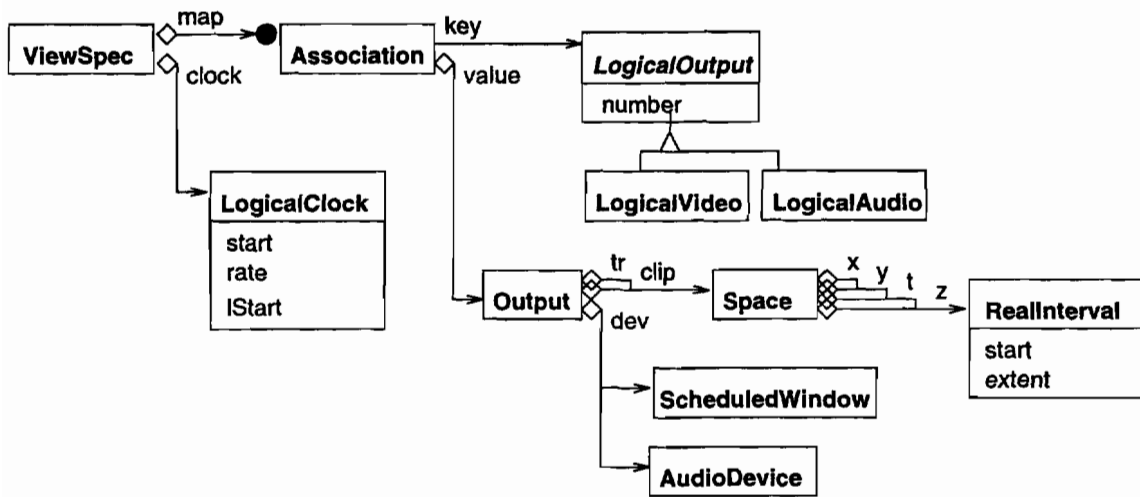 map
ViewSpec
clock
Association
key
value
LogicalOutput
number
LogicalVideo
LogicalAudio
LogicalClock
start
rate
lStart
Output
tr
clip
dev
Space
x
y
t
z
RealInterval
start
extent
ScheduledWindow
AudioDevice